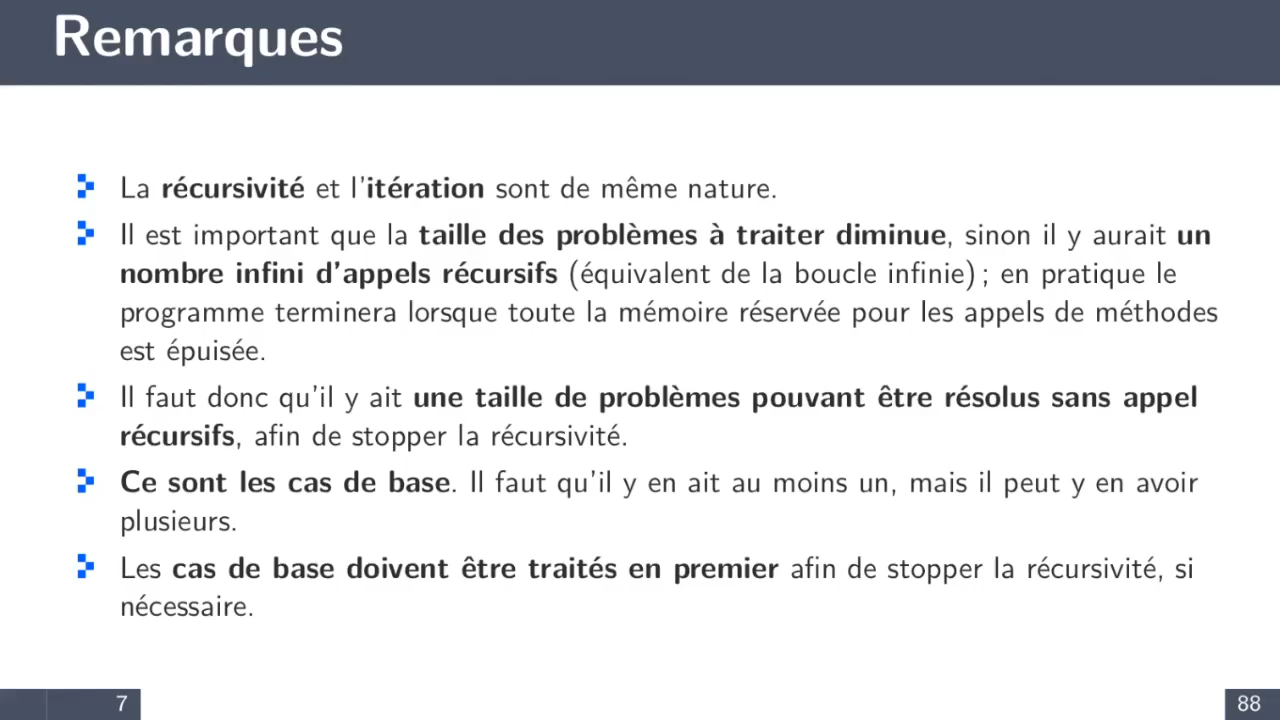 Remarques
La récursivité et l'itération sont de même nature.
Il est important que la taille des problèmes à traiter diminue, sinon il y aurait un
nombre infini d'appels récursifs (équivalent de la boucle infinie) ; en pratique le
programme terminera lorsque toute la mémoire réservée pour les appels de méthodes
est épuisée.
Il faut donc qu'il y ait une taille de problèmes pouvant être résolus sans appel
récursifs, afin de stopper la récursivité.
Ce sont les cas de base. Il faut qu'il y en ait au moins un, mais il peut y en avoir
plusieurs.
Les cas de base doivent être traités en premier afin de stopper la récursivité, si
nécessaire.
7
88